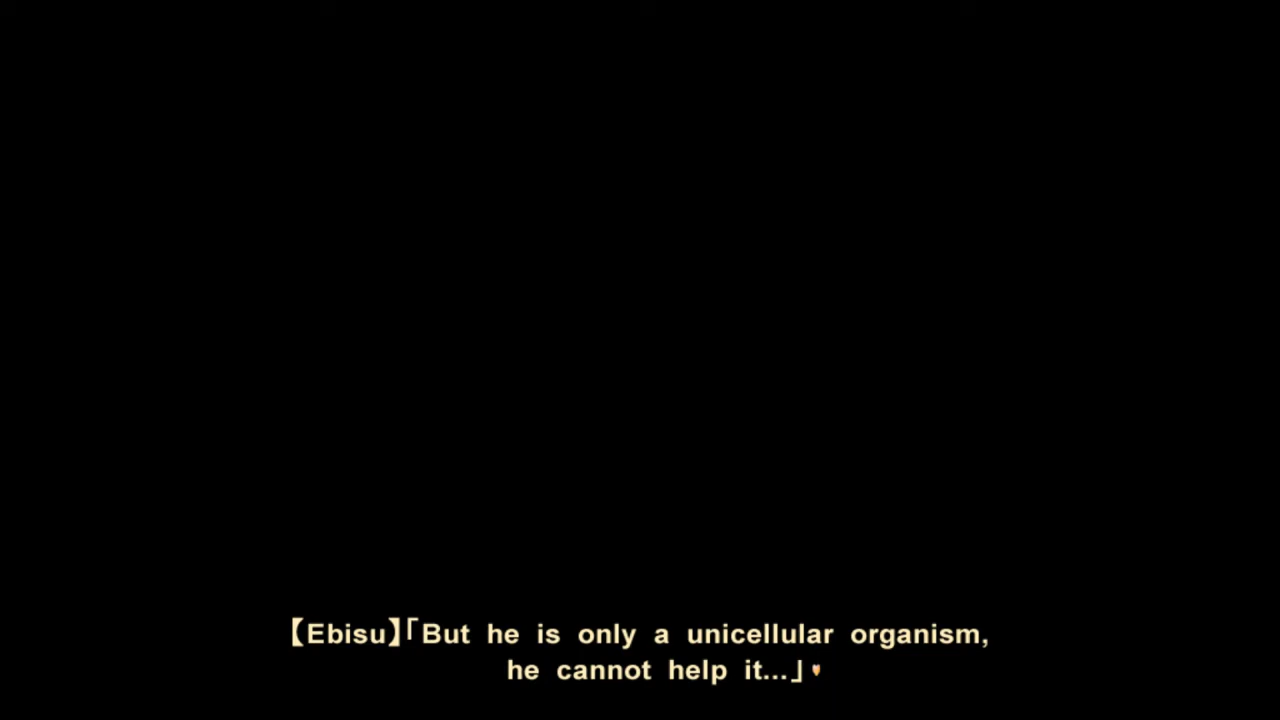 【Ebisu】「But he is only a unicellular organism,
he cannot help it...」